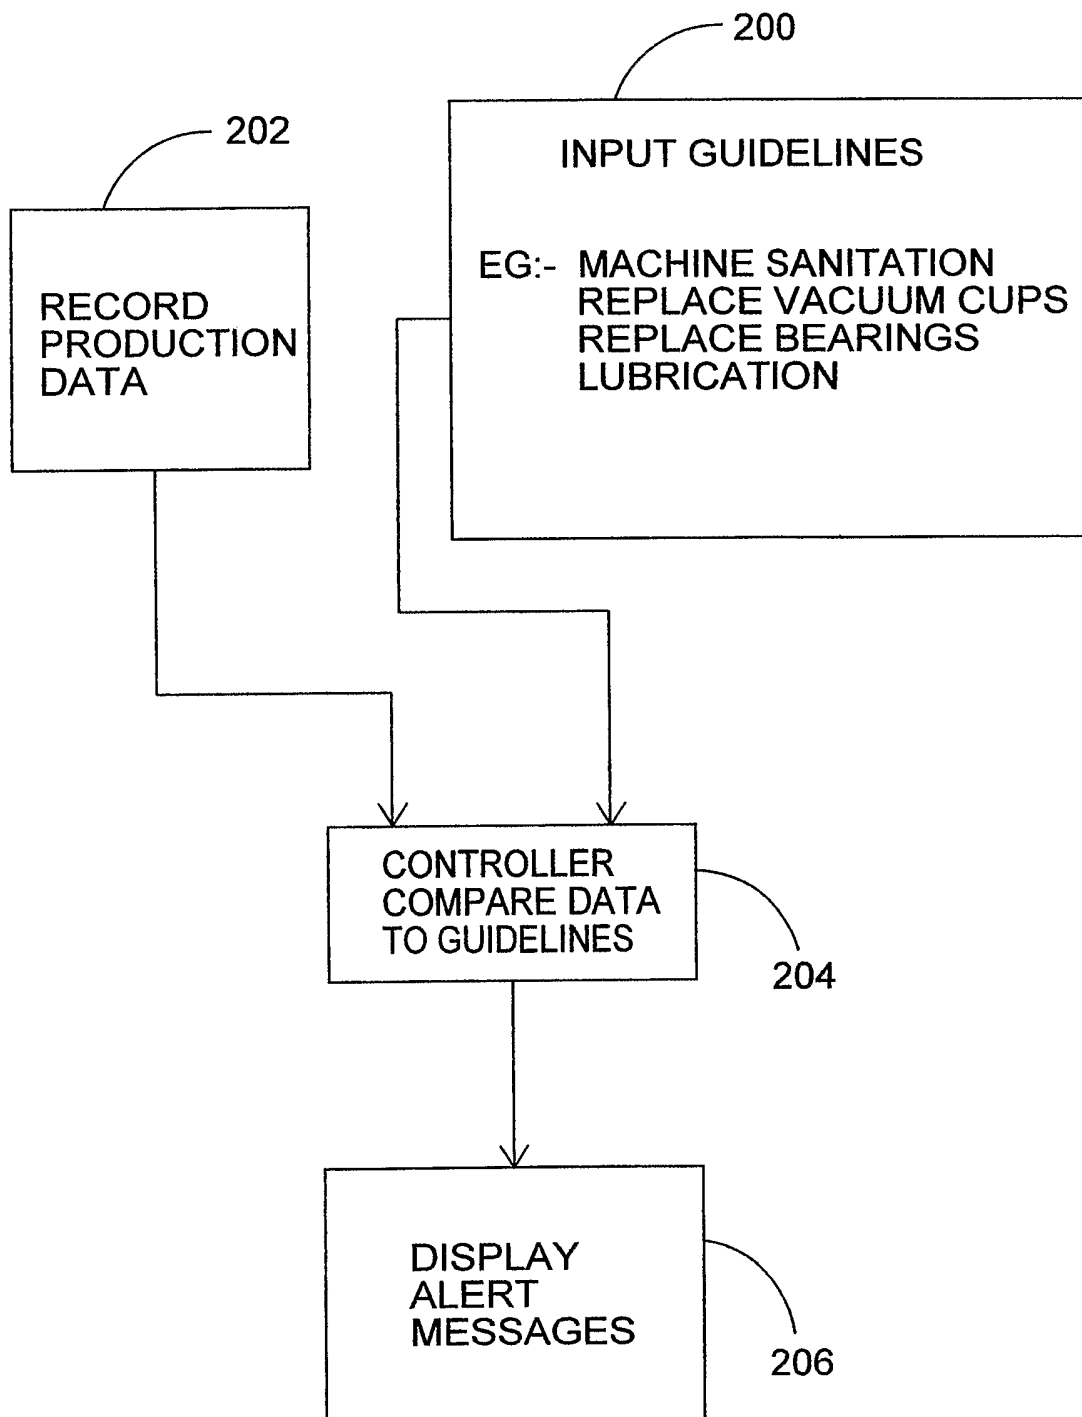 200
202
INPUT GUIDELINES
EG:- MACHINE SANITATION
REPLACE VACUUM CUPS
REPLACE BEARINGS
LUBRICATION
RECORD
PRODUCTION
DATA
CONTROLLER
COMPARE DATA
TO GUIDELINES
204
DISPLAY
ALERT
MESSAGES
206